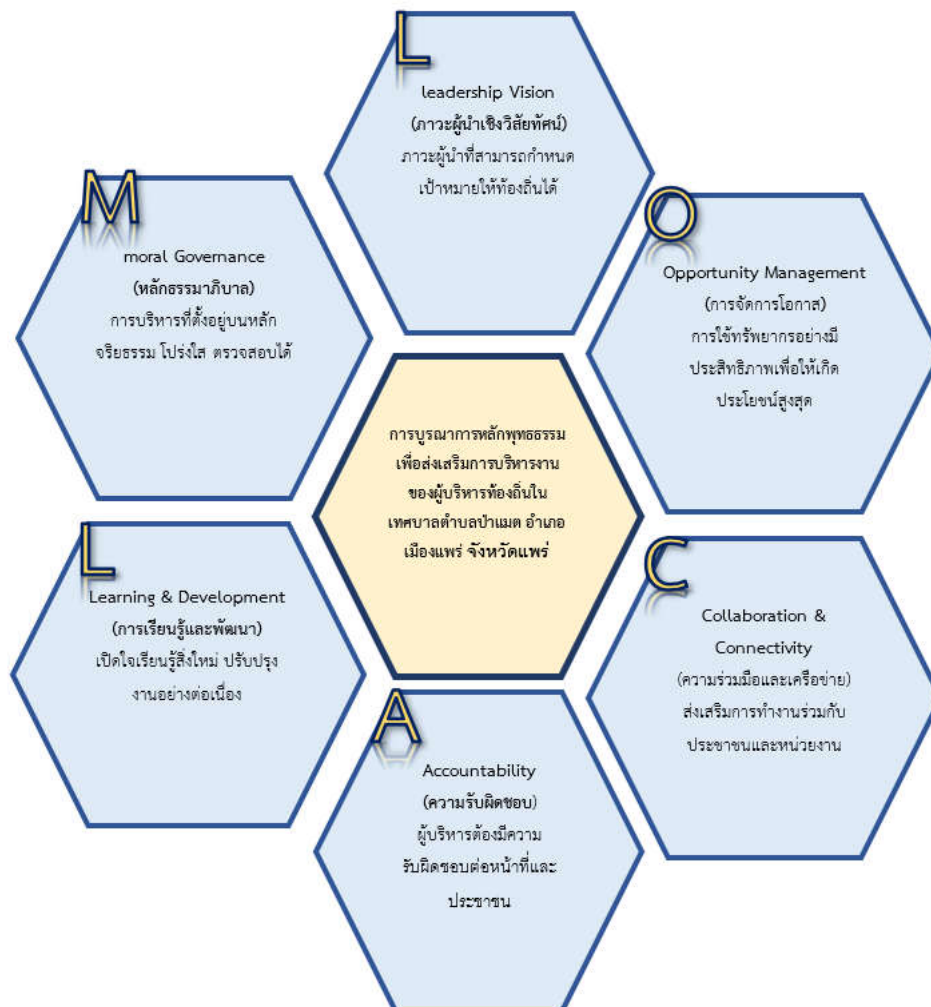 L
leadership Vision
(ภาวะผู้นำเชิงวิสัยทัศน์)
ภาวะผู้นำที่สามารถกำหนด
เป้าหมายให้ท้องถิ่นได้
O
Opportunity Management
(การจัดการโอกาส)
การใช้ทรัพยากรอย่างมี
ประสิทธิภาพเพื่อให้เกิด
ประโยชน์สูงสุด
C
Collaboration &
Connectivity
(ความร่วมมือและเครือข่าย)
ส่งเสริมการทำงานร่วมกับ
ประชาชนและหน่วยงาน
A
Accountability
(ความรับผิดชอบ)
ผู้บริหารต้องมีความ
รับผิดชอบต่อหน้าที่และ
ประชาชน
L
Learning & Development
(การเรียนรู้และพัฒนา)
เปิดใจเรียนรู้สิ่งใหม่ ปรับปรุง
งานอย่างต่อเนื่อง
M
moral Governance
(หลักธรรมาภิบาล)
การบริหารที่ตั้งอยู่บนหลัก
จริยธรรม โปร่งใส ตรวจสอบได้
การบูรณาการหลักพุทธธรรม
เพื่อส่งเสริมการบริหารงาน
ของผู้บริหารท้องถิ่นใน
เทศบาลตำบลป่าแมต อำเภอ
เมืองแพร่ จังหวัดแพร่